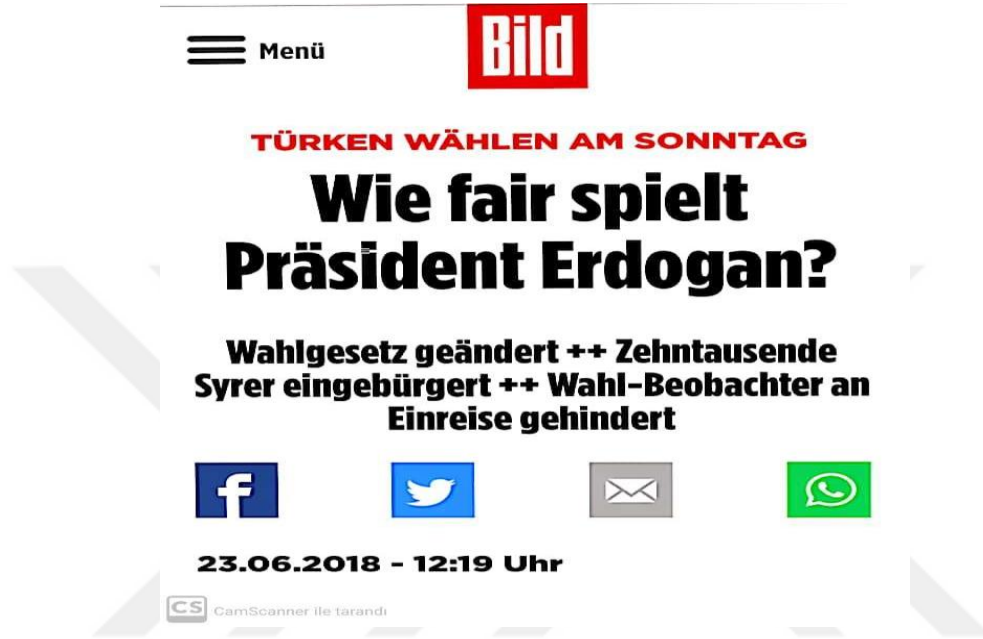 Menü
Bild
TÜRKEN WÄHLEN AM SONNTAG
Wie fair spielt
Präsident Erdogan?
Wahlgesetz geändert ++ Zehntausende
Syrer eingebürgert ++ Wahl-Beobachter an
Einreise gehindert
f
23.06.2018 - 12:19 Uhr
CS CamScanner ile tarandı